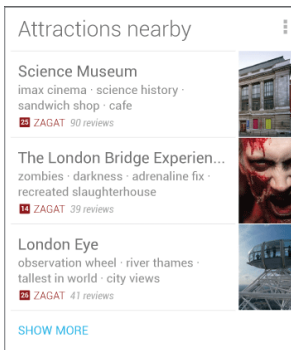 Attractions nearby
Science Museum
imax cinema · science history ·
sandwich shop · cafe
25 ZAGAT 90 reviews
The London Bridge Experien...
zombies · darkness · adrenaline fix ·
recreated slaughterhouse
14 ZAGAT 39 reviews
London Eye
observation wheel · river thames ·
tallest in world · city views
26 ZAGAT 41 reviews
SHOW MORE